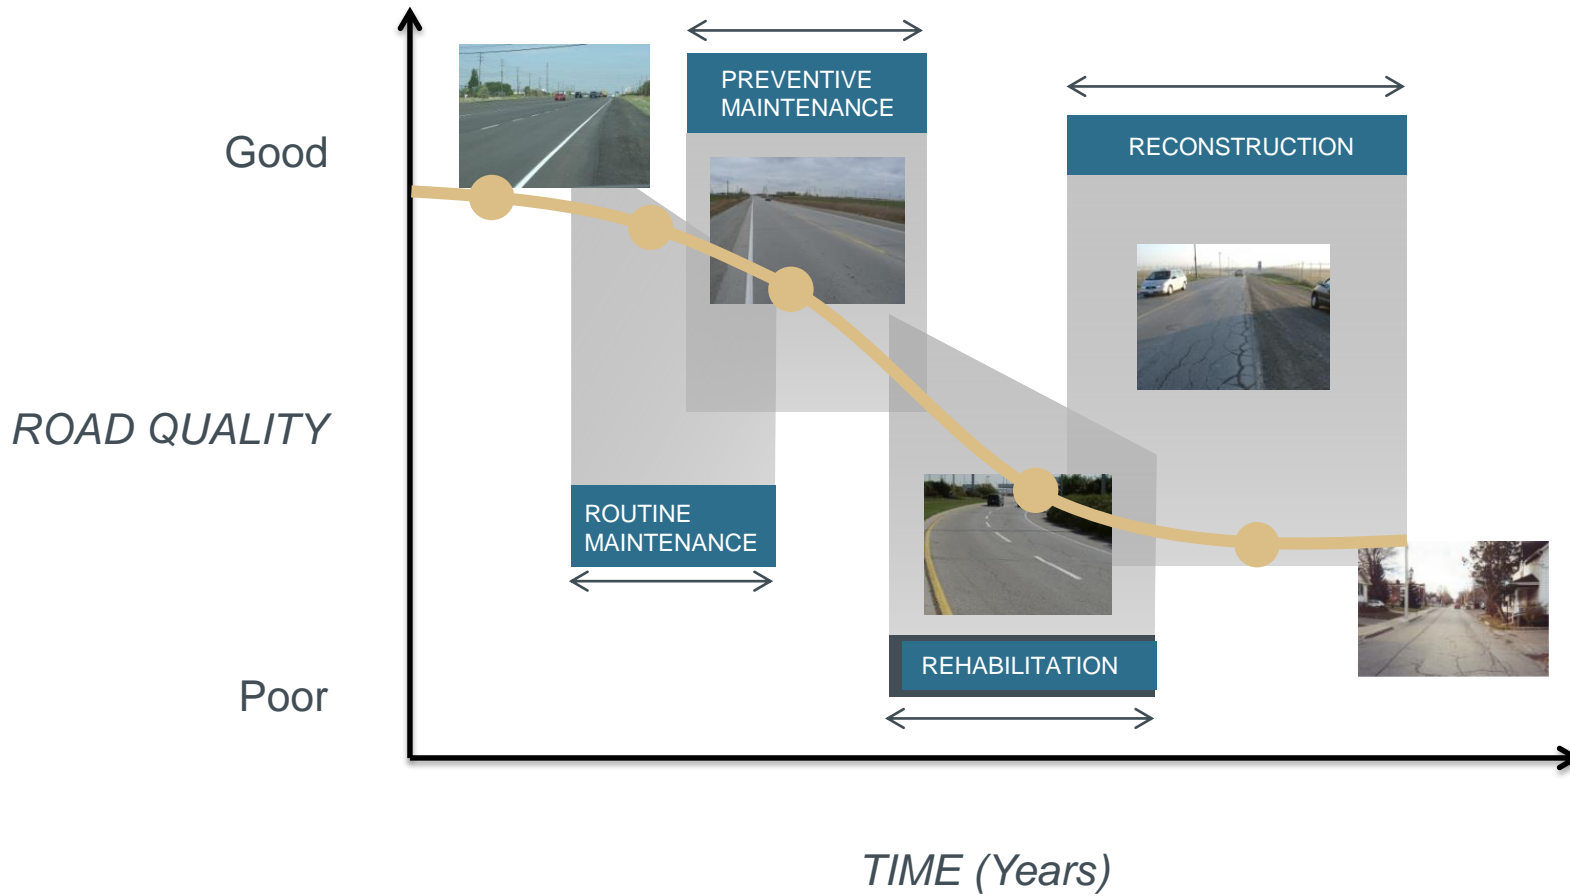 PREVENTIVE
MAINTENANCE
RECONSTRUCTION
Good
ROAD QUALITY
ROUTINE
MAINTENANCE
REHABILITATION
Poor
TIME (Years)